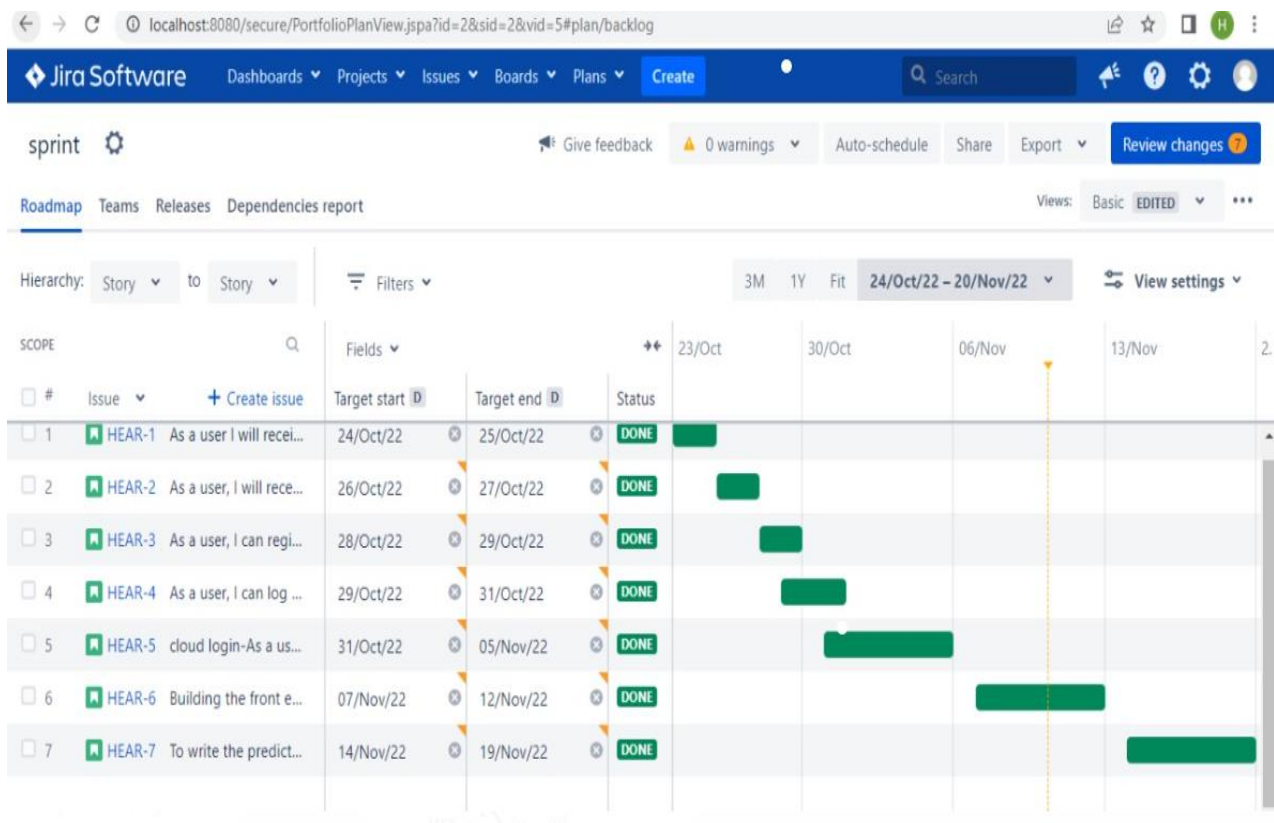 localhost:8080/secure/PortfolioPlanView.jspa?id=2&sid=2&vid=5#plan/backlog H
Jira Software Dashboards Projects Issues Boards Plans Create Search
sprint Give feedback 0 warnings Auto-schedule Share Export Review changes 7
Roadmap Teams Releases Dependencies report Views: Basic EDITED
Hierarchy: Story to Story Filters 3M 1Y Fit 24/Oct/22 – 20/Nov/22 View settings
SCOPE Fields 23/Oct 30/Oct 06/Nov 13/Nov 2.
# Issue + Create issue Target start D Target end D Status
1 HEAR-1 As a user I will recei... 24/Oct/22 25/Oct/22 DONE
2 HEAR-2 As a user, I will rece... 26/Oct/22 27/Oct/22 DONE
3 HEAR-3 As a user, I can regi... 28/Oct/22 29/Oct/22 DONE
4 HEAR-4 As a user, I can log ... 29/Oct/22 31/Oct/22 DONE
5 HEAR-5 cloud login-As a us... 31/Oct/22 05/Nov/22 DONE
6 HEAR-6 Building the front e... 07/Nov/22 12/Nov/22 DONE
7 HEAR-7 To write the predict... 14/Nov/22 19/Nov/22 DONE